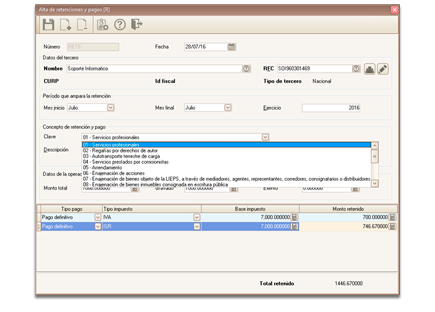 Alta de retenciones y pagos [R]
Número RET6 Fecha 28/07/16
Datos del tercero
Nombre Soporte Informatico RFC SOI960301469
CURP Id fiscal Tipo de tercero Nacional
Período que ampara la retención
Mes inicio Julio Mes final Julio Ejercicio 2016
Concepto de retención y pago
Clave 01 - Servicios profesionales
Descripción
01 - Servicios profesionales
02 - Regalías por derechos de autor
03 - Autotransporte terrestre de carga
04 - Servicios prestados por comisionistas
05 - Arrendamiento
06 - Enajenación de acciones
07 - Enajenación de bienes objeto de la LIEPS, a través de mediadores, agentes, representantes, corredores, consignatarios o distribuidores
08 - Enajenación de bienes inmuebles consignada en escritura pública
Datos de la operac
Monto total 7000.000000 Gravado 7000.000000 Exento 0.000000
Tipo pago Tipo impuesto Base impuesto Monto retenido
Pago definitivo IVA 7,000.000000 700.000000
Pago definitivo ISR 7,000.000000 746.670000
Total retenido 1446.670000